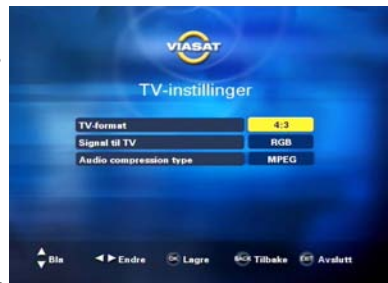 VIASAT
TV-instillinger
TV-format 4:3
Signal til TV RGB
Audio compression type MPEG
Bla Endre OK Lagre BACK Tilbake EXIT Avslutt